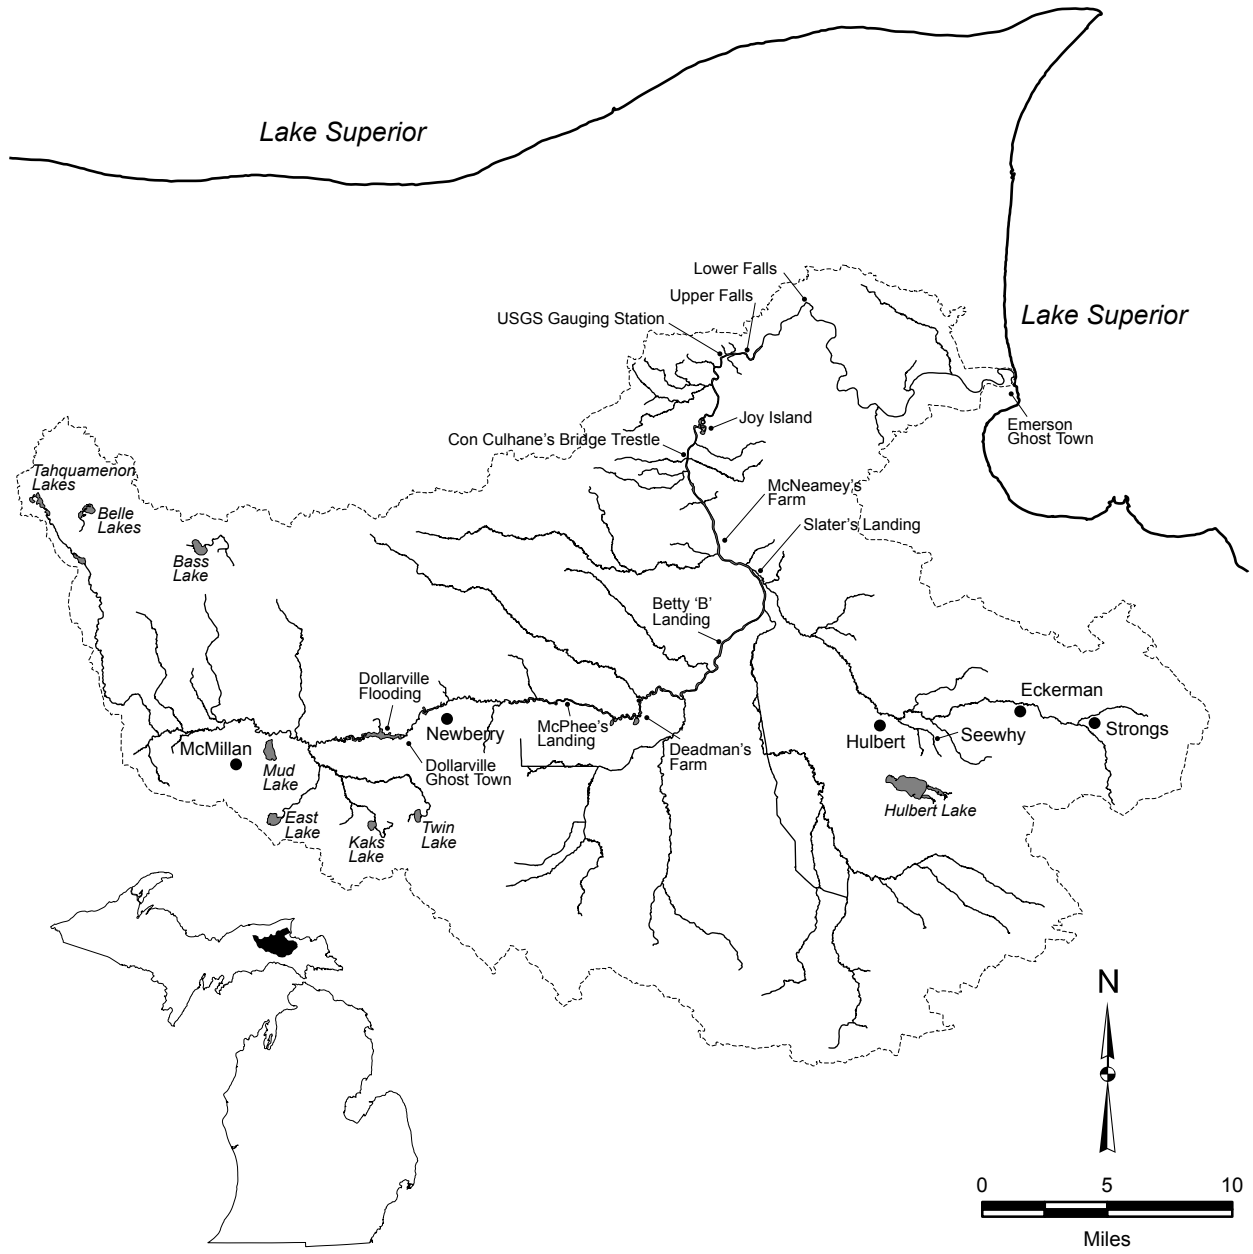 Lake Superior
Lower Falls
Upper Falls
USGS Gauging Station
Lake Superior
Joy Island
Emerson
Ghost Town
Con Culhane's Bridge Trestle
Tahquamenon
Lakes
Belle
Lakes
McNeamey's
Farm
Slater's Landing
Bass
Lake
Betty ‘B’
Landing
Dollarville
Flooding
Eckerman
Newberry
McPhee's
Landing
Hulbert
Seewhy
Strongs
McMillan
Mud
Lake
Dollarville
Ghost Town
Deadman's
Farm
Hulbert Lake
East
Lake
Kaks
Lake
Twin
Lake
N
0 5 10
Miles